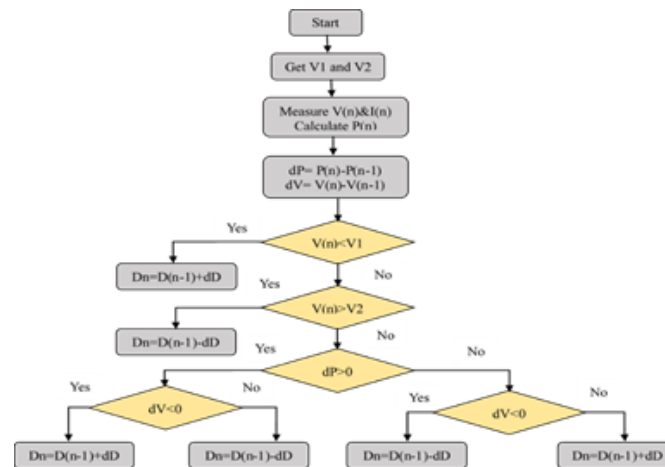 Start
Get V1 and V2
Measure V(n)&I(n)
Calculate P(n)
dP= P(n)-P(n-1)
dV= V(n)-V(n-1)
Yes
V(n)<V1
No
Dn=D(n-1)+dD
Yes
V(n)>V2
No
Dn=D(n-1)-dD
Yes
dP>0
No
Yes
dV<0
No
Yes
dV<0
No
Dn=D(n-1)+dD
Dn=D(n-1)-dD
Dn=D(n-1)-dD
Dn=D(n-1)+dD